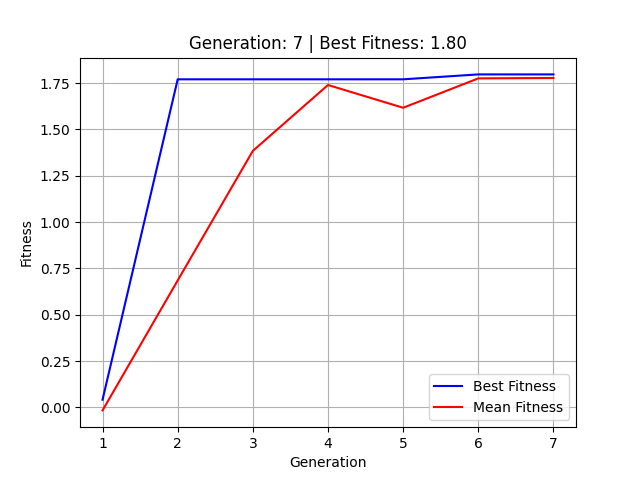 Generation: 7 | Best Fitness: 1.80
Fitness
1.75
1.50
1.25
1.00
0.75
0.50
0.25
0.00
Best Fitness
Mean Fitness
1 2 3 4 5 6 7
Generation